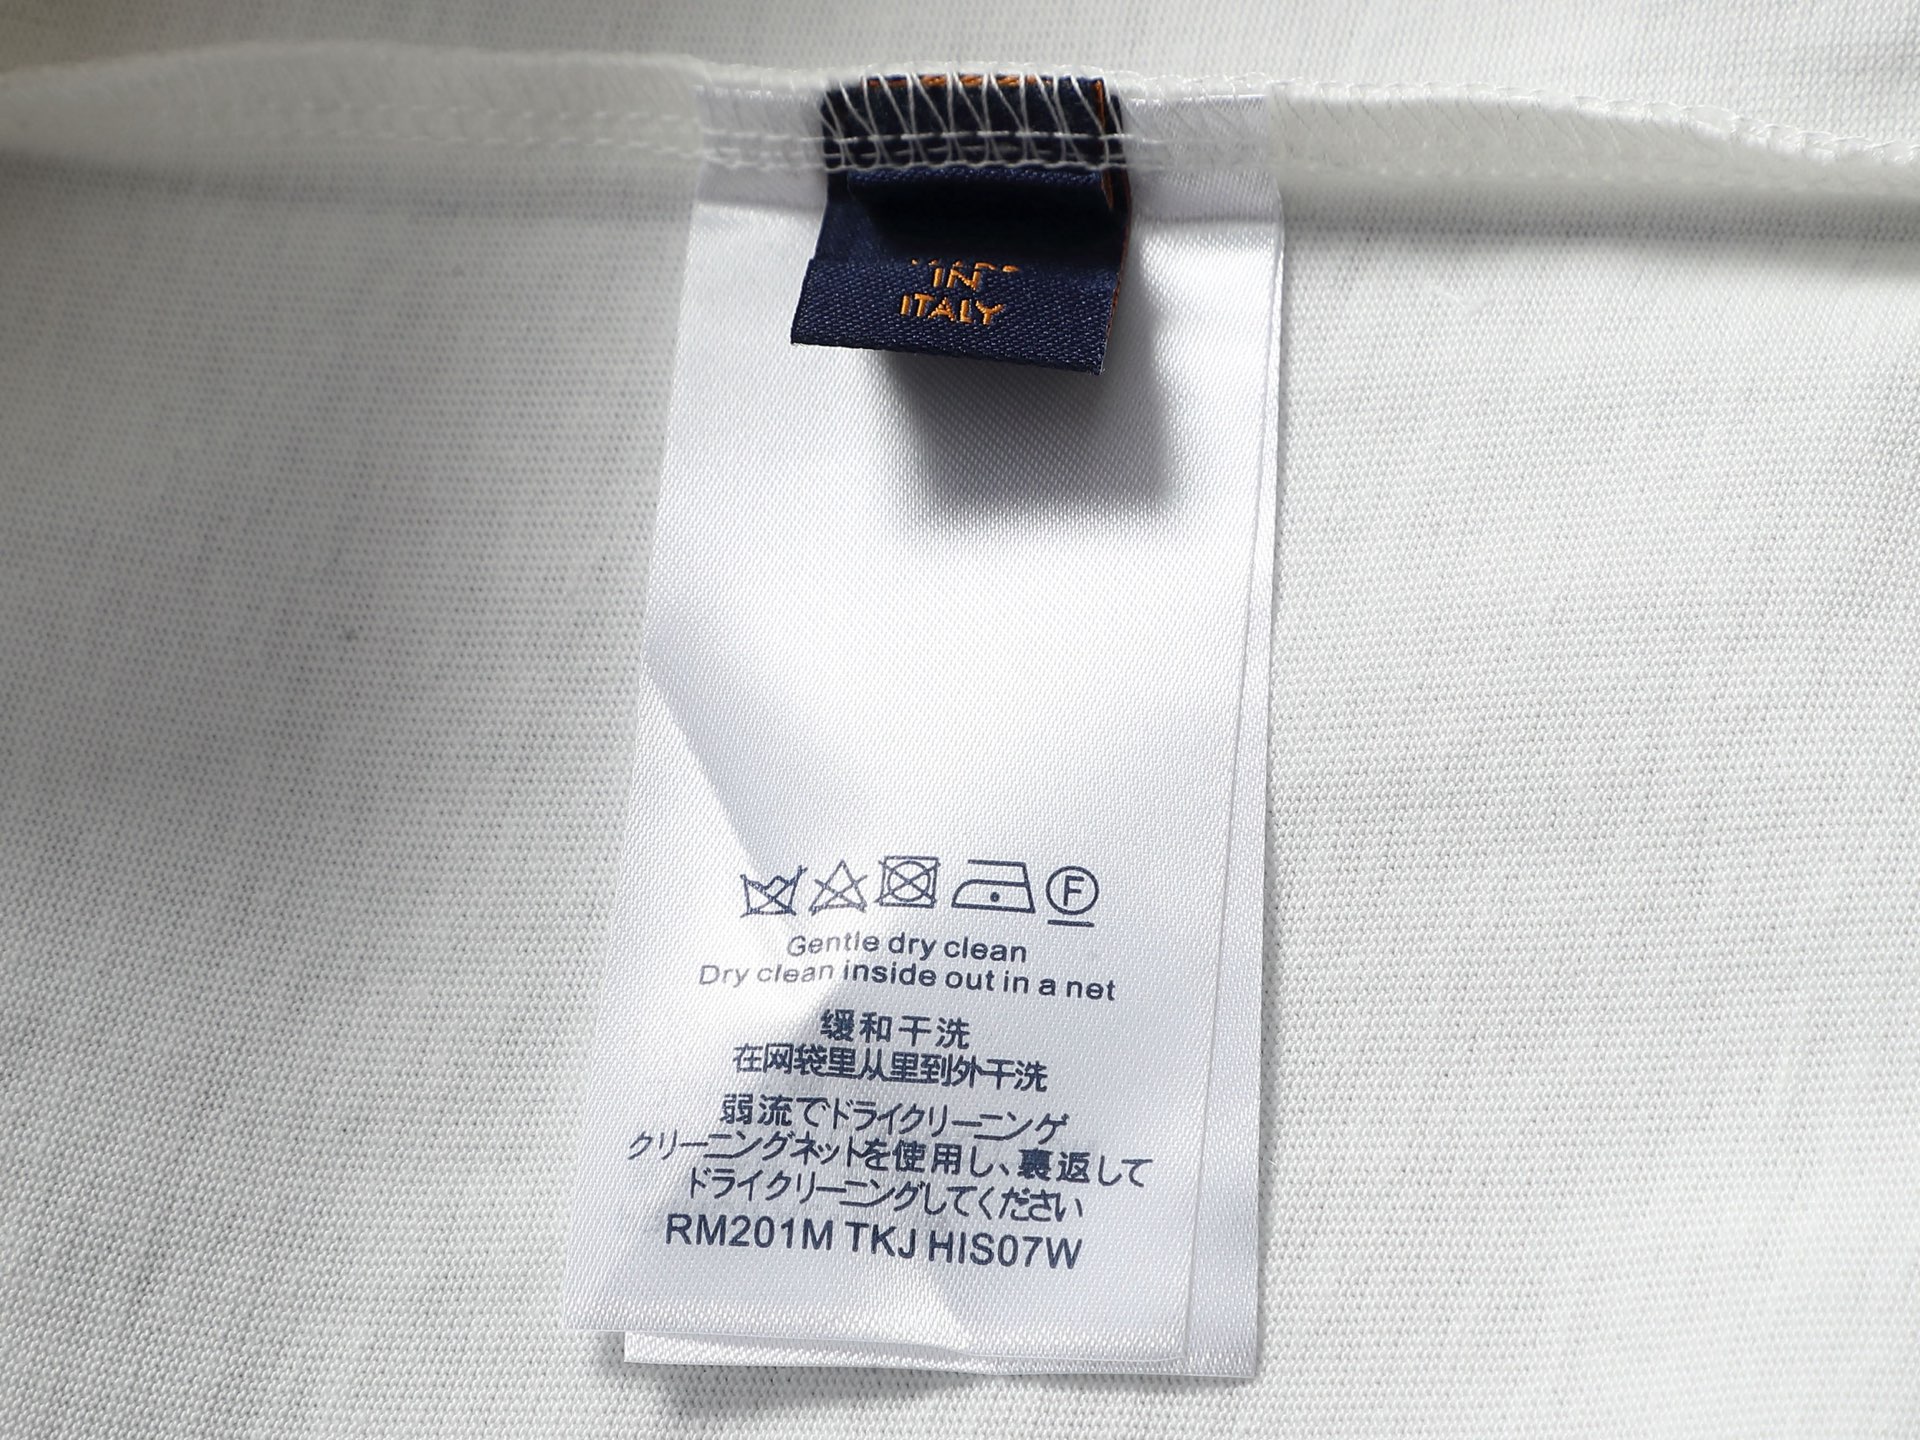 IN
ITALY
F
Gentle dry clean
Dry clean inside out in a net
缓和干洗
在网袋里从里到外干洗
弱流でドライクリーニング
クリーニングネットを使用し、裏返して
ドライクリーニングしてください
RM201M TKJ HIS07W